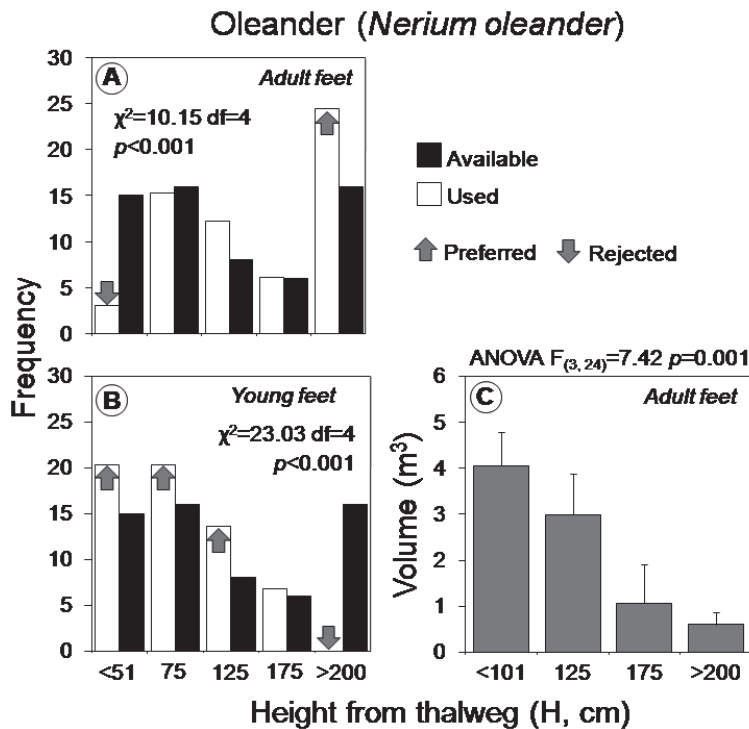 Oleander (Nerium oleander)
A
Adult feet
χ²=10.15 df=4
p<0.001
30
25
20
15
10
5
0
Available
Used
Preferred
Rejected
Frequency
B
Young feet
χ²=23.03 df=4
p<0.001
30
25
20
15
10
5
0
<51
75
125
175
>200
ANOVA F(3, 24)=7.42 p=0.001
C
Adult feet
Volume (m³)
6
5
4
3
2
1
0
<101
125
175
>200
Height from thalweg (H, cm)